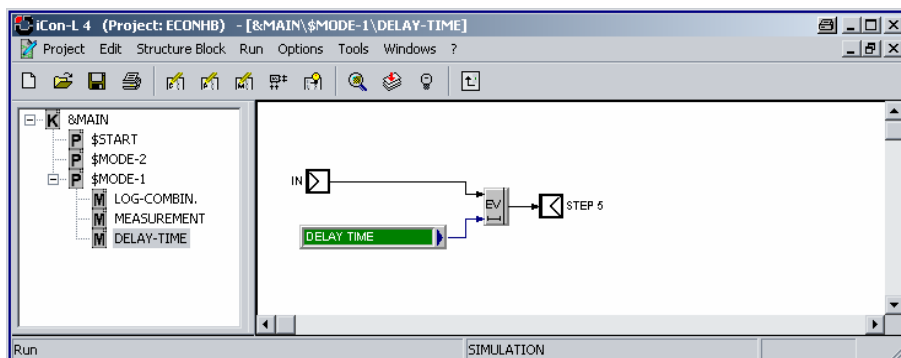 iCon-L 4 (Project: ECONHB) - [&MAIN\$MODE-1\DELAY-TIME]
Project Edit Structure Block Run Options Tools Windows ?
K &MAIN
P $START
P $MODE-2
P $MODE-1
M LOG-COMBIN.
M MEASUREMENT
M DELAY-TIME
IN
EV
STEP 5
DELAY TIME
Run
SIMULATION